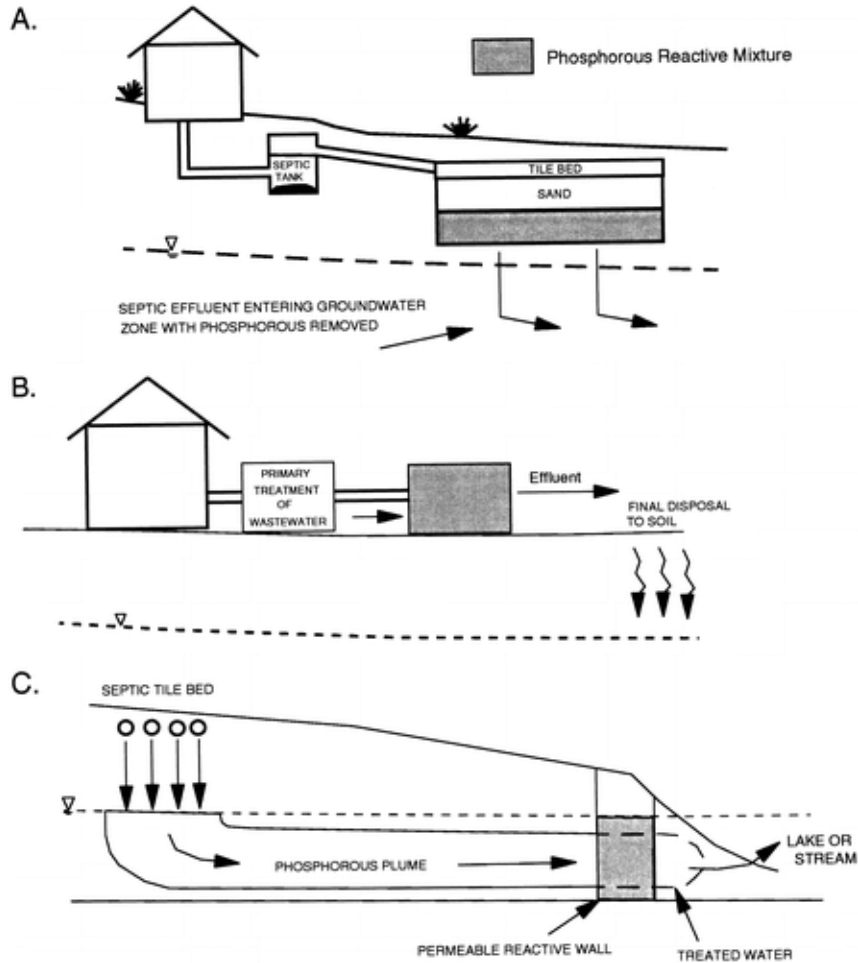 A.
Phosphorous Reactive Mixture
SEPTIC
TANK
TILE BED
SAND
SEPTIC EFFLUENT ENTERING GROUNDWATER
ZONE WITH PHOSPHOROUS REMOVED
B.
PRIMARY
TREATMENT
OF
WASTEWATER
Effluent
FINAL DISPOSAL
TO SOIL
C.
SEPTIC TILE BED
PHOSPHOROUS PLUME
LAKE OR
STREAM
PERMEABLE REACTIVE WALL
TREATED WATER